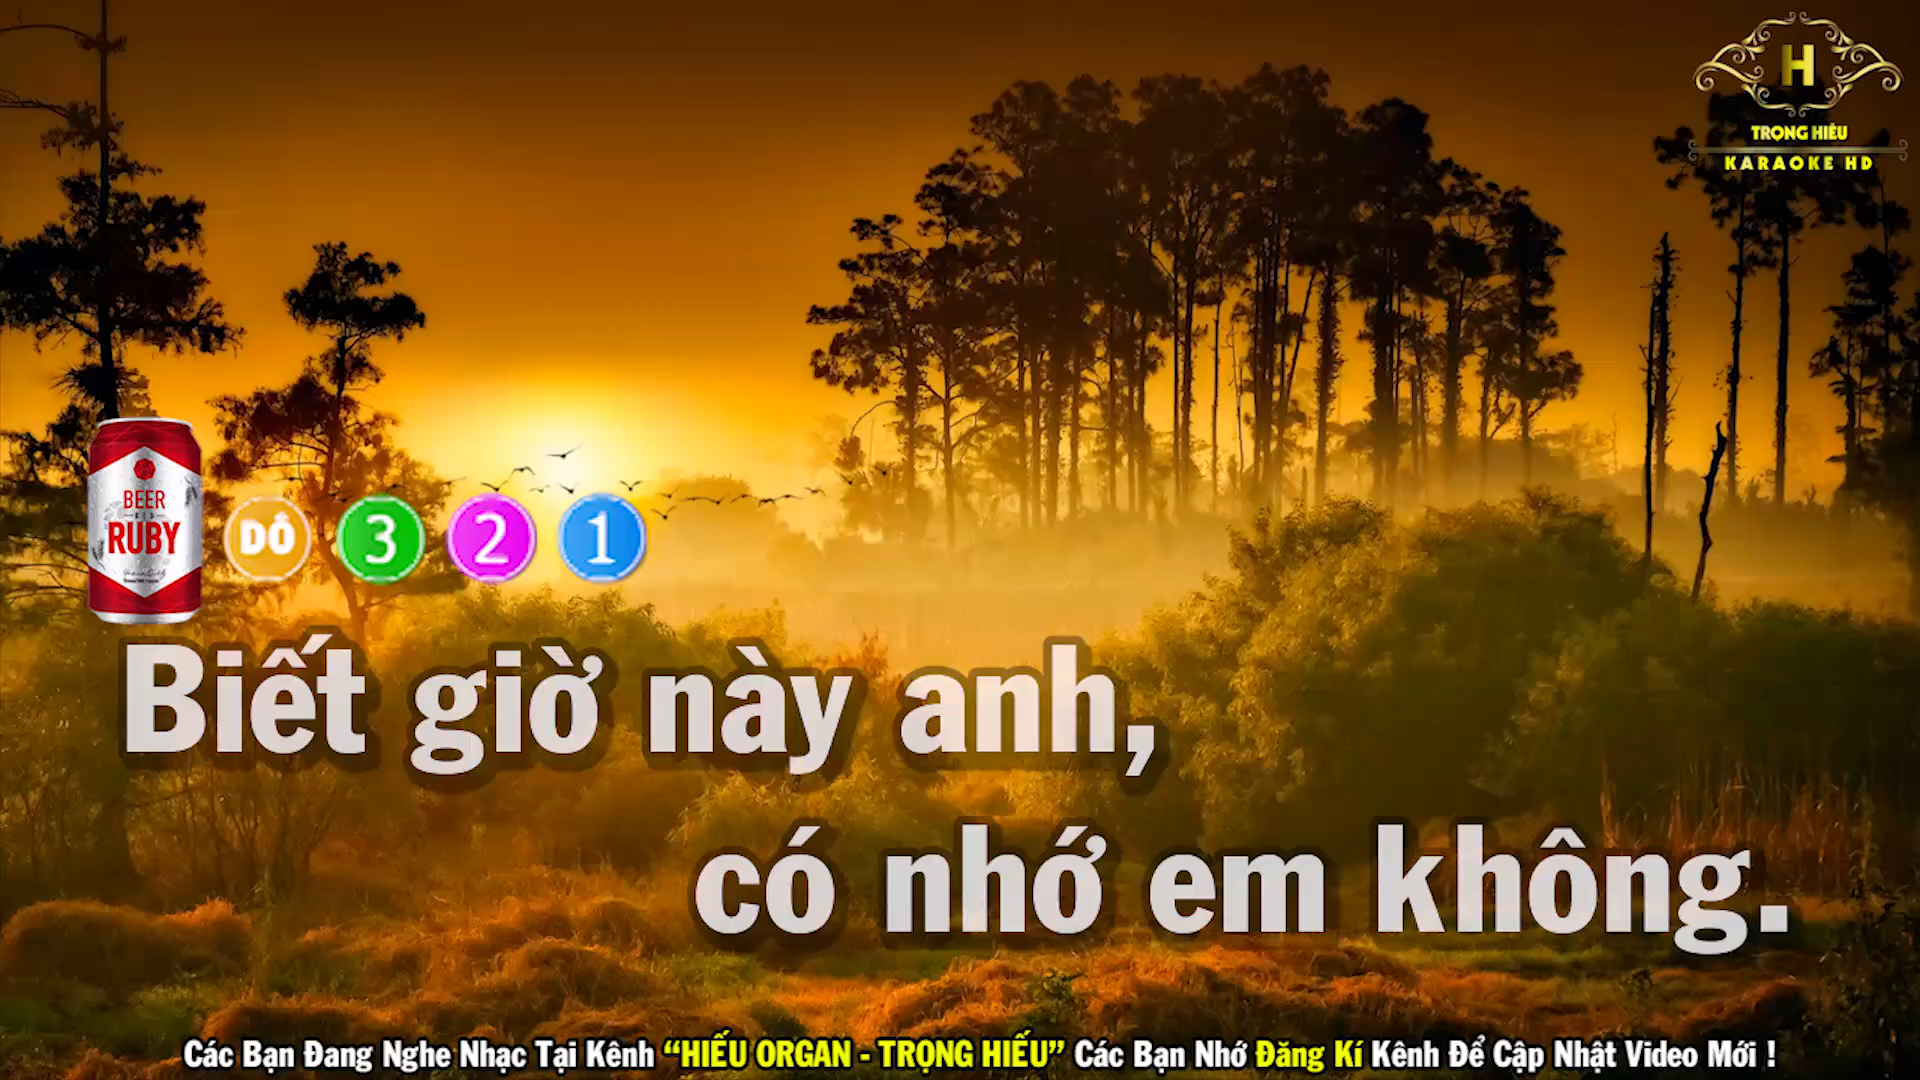 H
TRỌNG HIẾU
KARAOKE HD
BEER
RED
RUBY
DÔ 3 2 1
Biết giờ này anh,
có nhớ em không.
Các Bạn Đang Nghe Nhạc Tại Kênh “HIẾU ORGAN - TRỌNG HIẾU” Các Bạn Nhớ Đăng Kí Kênh Để Cập Nhật Video Mới !